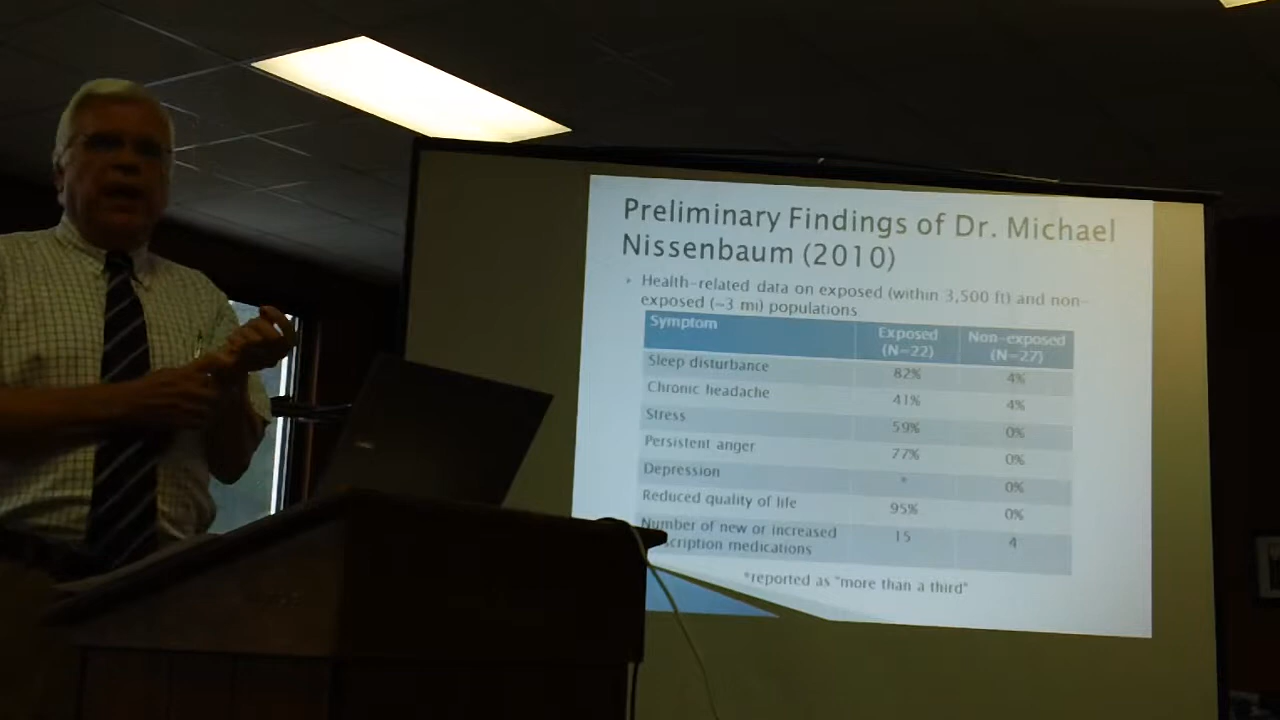 Preliminary Findings of Dr. Michael
Nissenbaum (2010)
Health-related data on exposed (within 3,500 ft) and non-
exposed (~3 mi) populations
Symptom Exposed (N=22) Non-exposed (N=27)
Sleep disturbance 82% 4%
Chronic headache 41% 4%
Stress 59% 0%
Persistent anger 77% 0%
Depression * 0%
Reduced quality of life 95% 0%
Number of new or increased 15 4
scription medications
*reported as "more than a third"